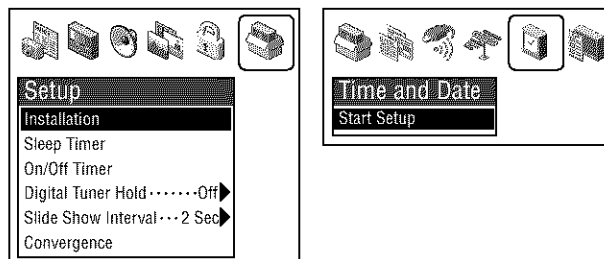 Setup
Installation
Sleep Timer
On/Off Timer
Digital Tuner Hold·······Off
Slide Show Interval···2 Sec
Convergence
Time and Date
Start Setup